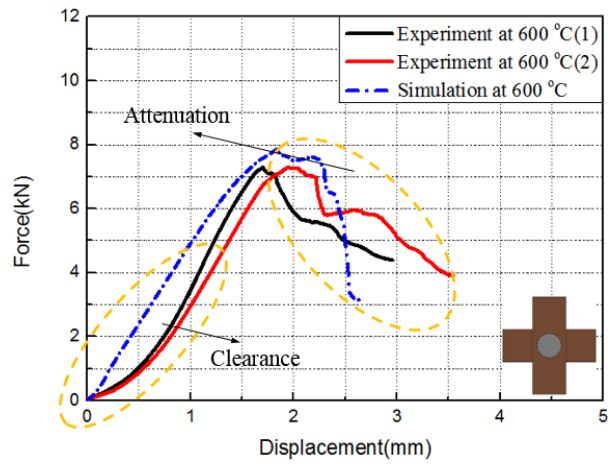 12
10
8
6
4
2
0
Force(kN)
Experiment at 600 °C(1)
Experiment at 600 °C(2)
Simulation at 600 °C
Attenuation
Clearance
0 1 2 3 4 5
Displacement(mm)